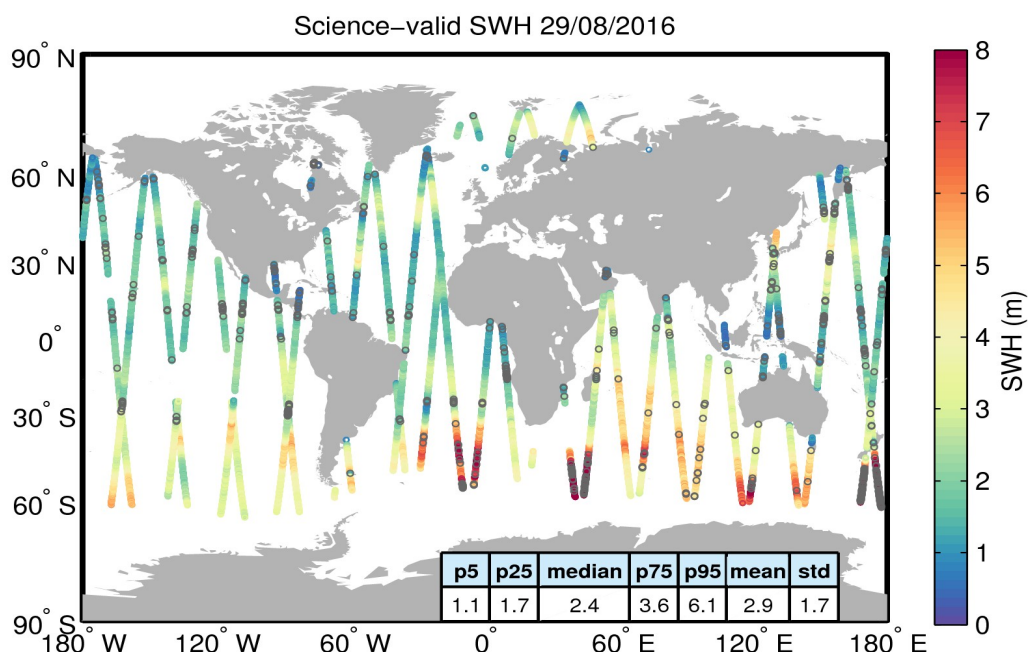 Science–valid SWH 29/08/2016
90° N
60° N
30° N
0°
30° S
60° S
90° S
180° W
120° W
60° W
0°
60° E
120° E
180° E
p5 p25 median p75 p95 mean std
1.1 1.7 2.4 3.6 6.1 2.9 1.7
8
7
6
5
4
3
2
1
0
SWH (m)